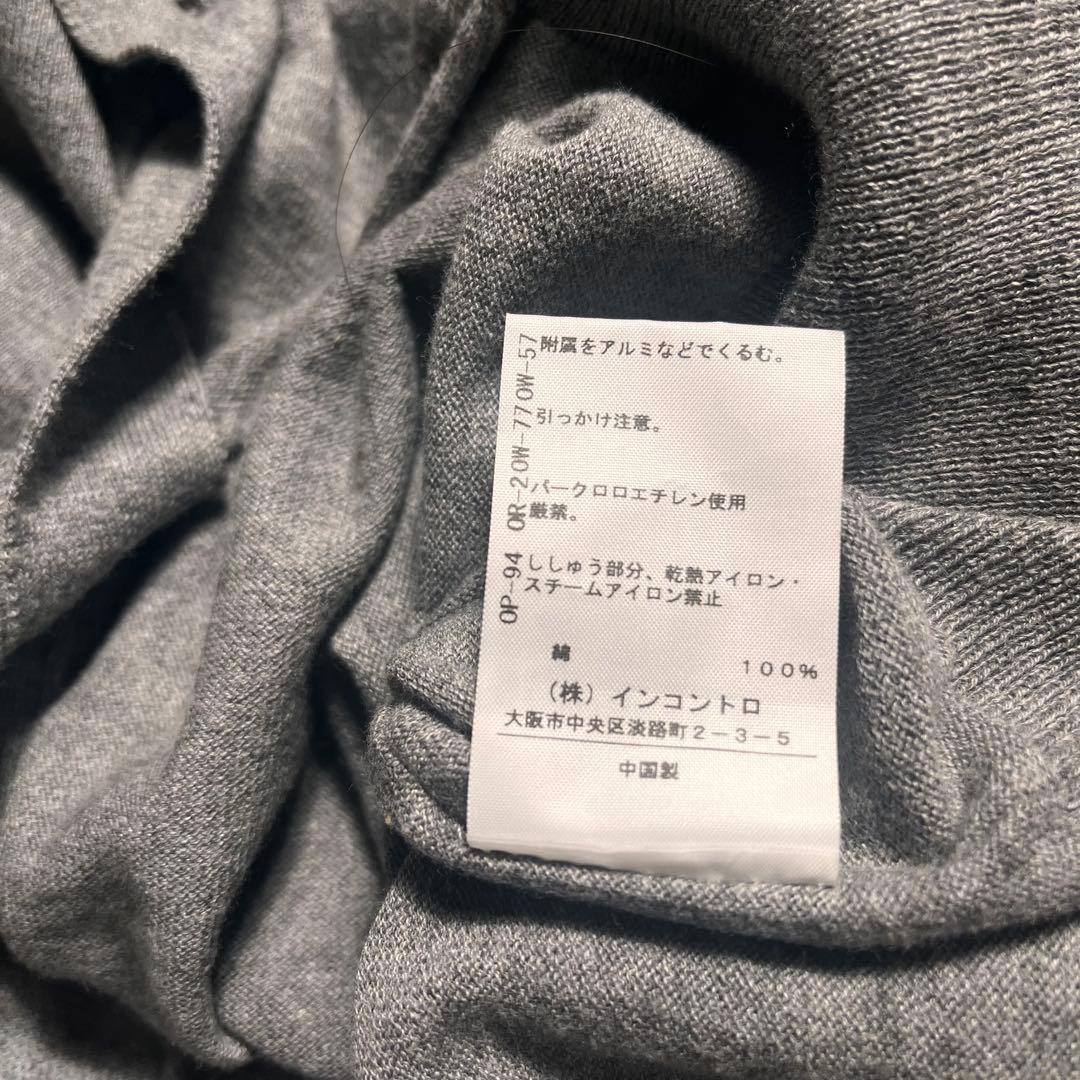 附属をアルミなどでくるむ。
引っかけ注意。
パークロロエチレン使用
厳禁。
ししゅう部分、乾熱アイロン・
スチームアイロン禁止
綿 100%
(株)インコントロ
大阪市中央区淡路町2-3-5
中国製
OP-94 OR-2OW-77OW-57